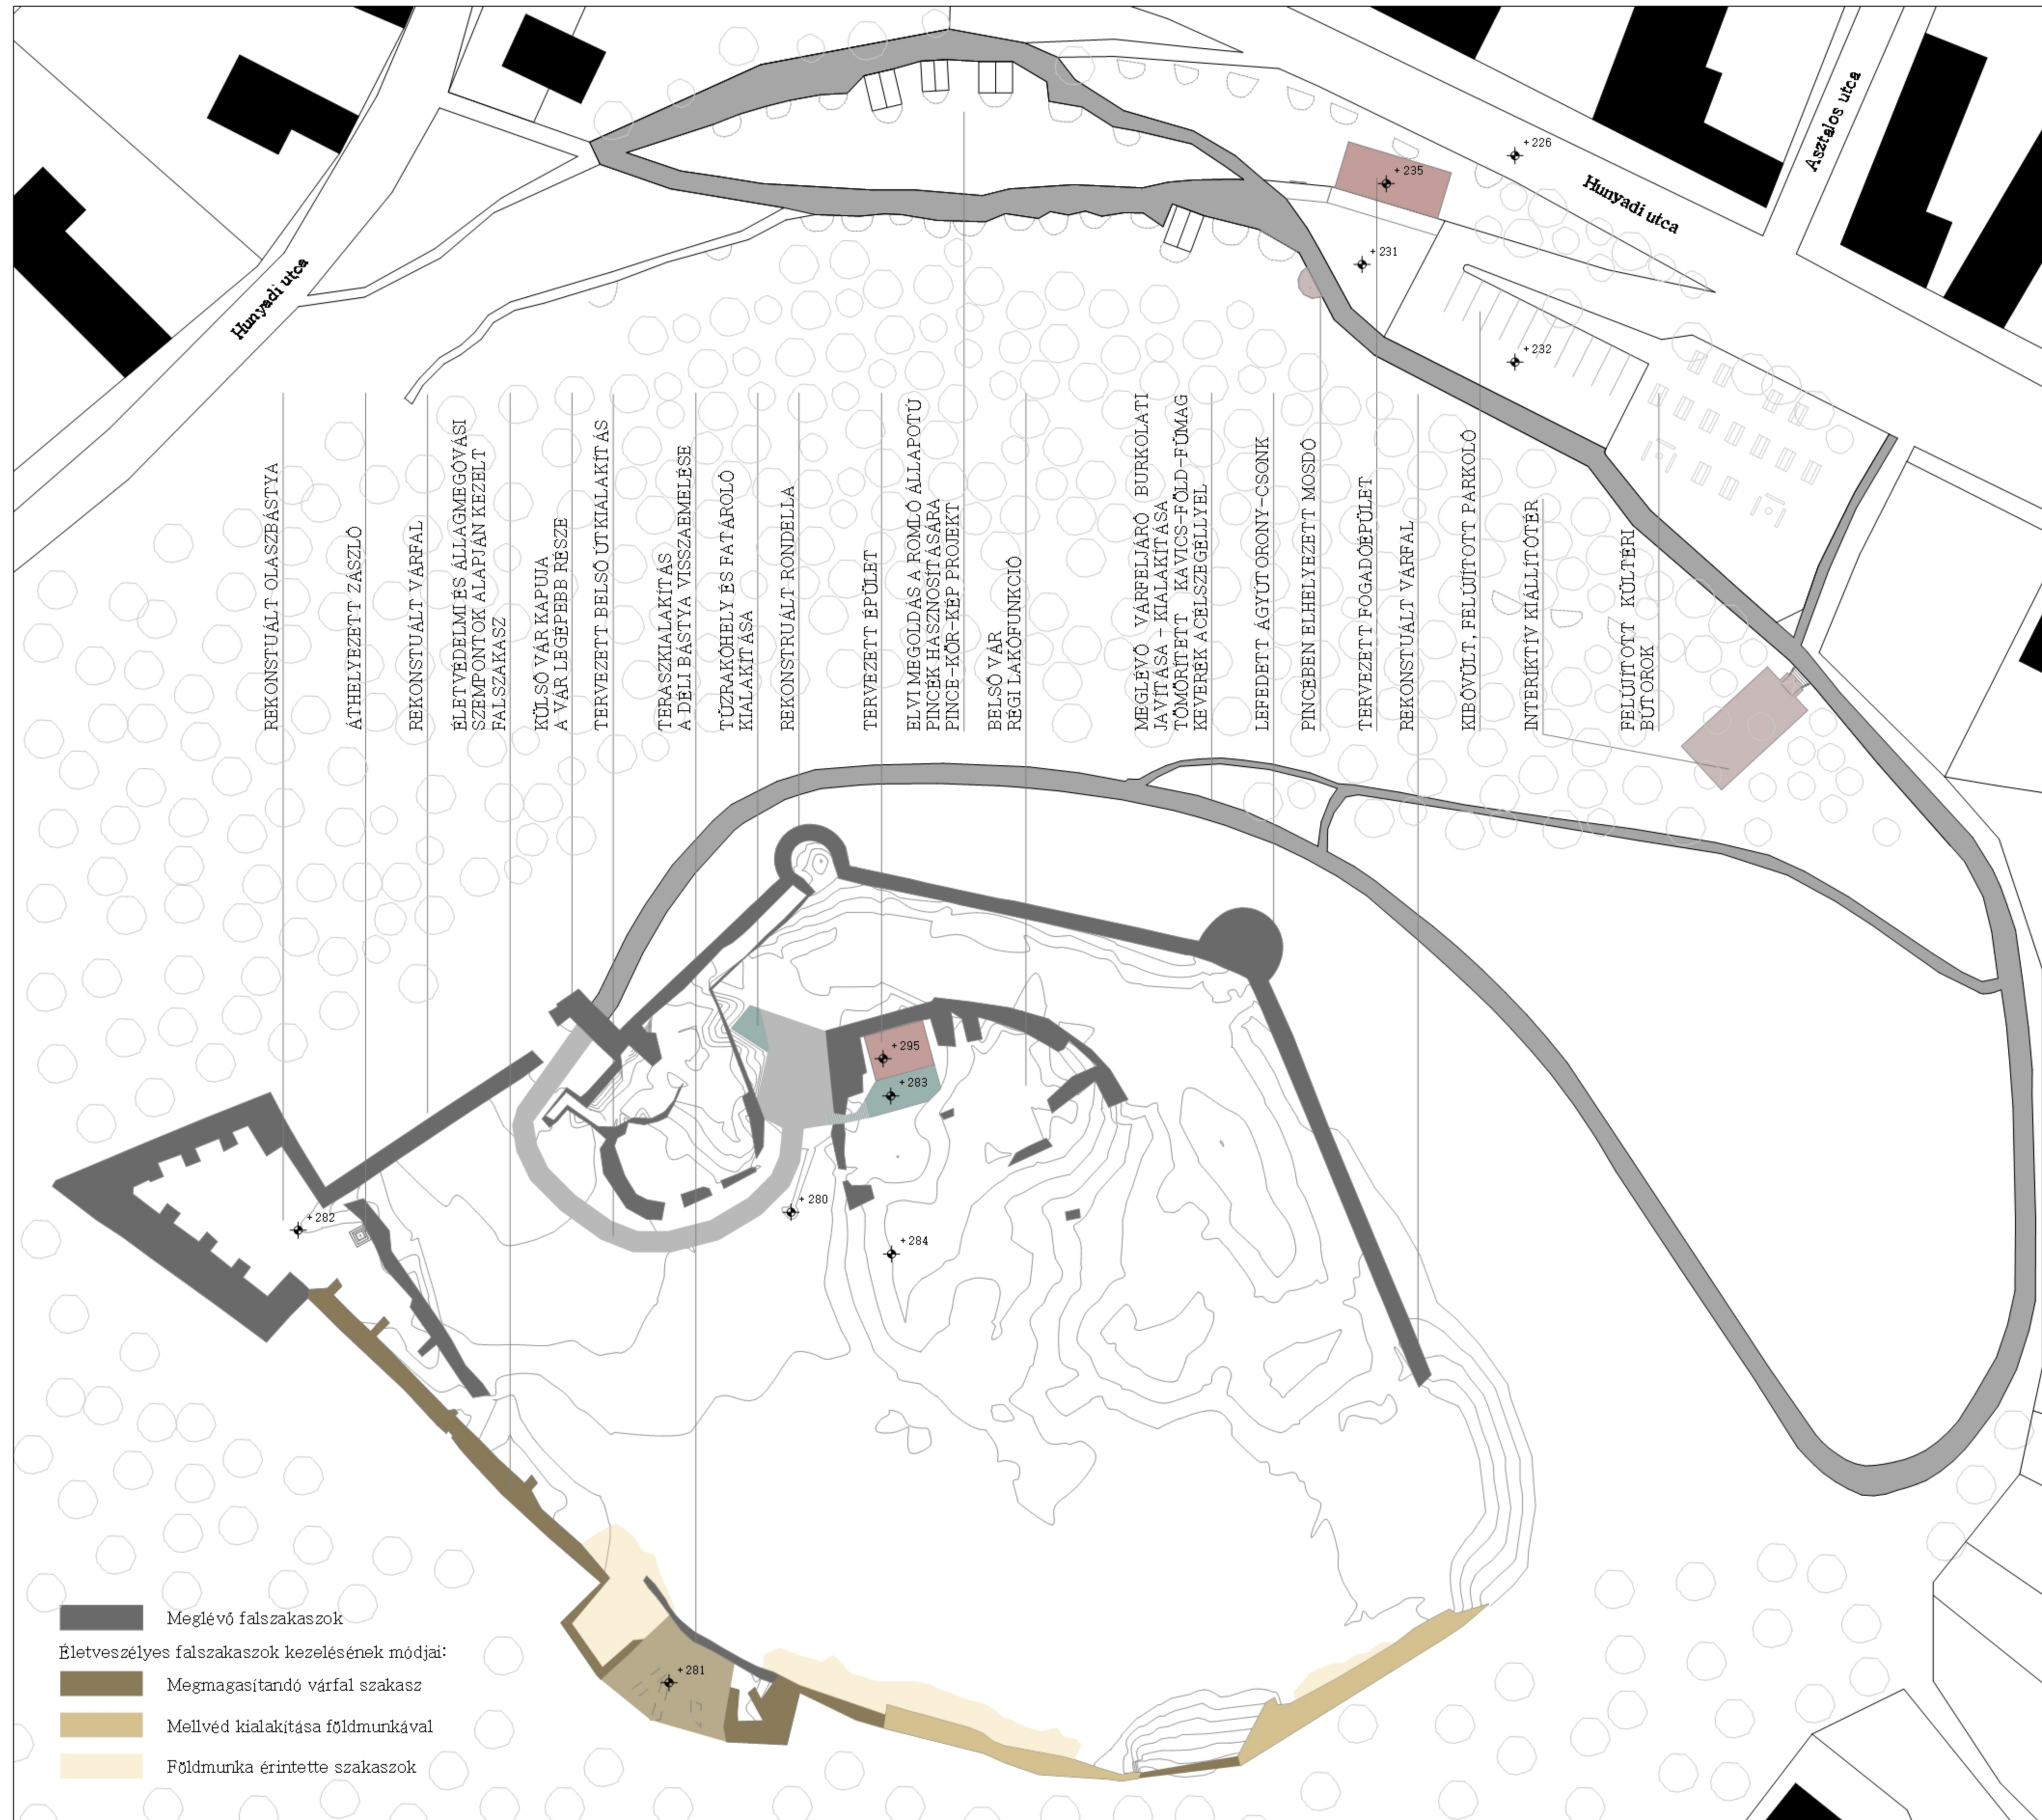 Asztalos utca
+ 226
+ 235
Hunyadi utca
+ 231
Hunyadi utca
+ 232
REKONSTUÁLT OLASZBÁSTYA
ÁTHELYEZETT ZÁSZLÓ
REKONSTUÁLT VÁRFAL
ÉLETVÉDELMI ÉS ÁLLAGMEGÓVÁSI
SZEMPONTOK ALAPJÁN KEZELT
FALSZAKASZ
KÜLSŐ VÁR KAPUJA
A VÁR LEGÉPEBB RÉSZE
TERVEZETT BELSŐ ÚT KIALAKÍTÁS
TERASZKIALAKÍTÁS
A DÉLI BÁSTYA VISSZAEMELÉSE
TŰZRAKÓHELY ÉS FATÁROLÓ
KIALAKÍTÁSA
REKONSTRUÁLT RONDELLA
TERVEZETT ÉPÜLET
ELVI MEGOLDÁS A ROMLÓ ÁLLAPOTÚ
PINCÉK HASZNOSÍTÁSÁRA
PINCE-KÖR-KÉP PROJEKT
BELSŐ VÁR
RÉGI LAKÓFUNKCIÓ
MEGLÉVŐ VÁRFELJÁRÓ BURKOLATI
JAVÍTÁSA - KIALAKÍTÁSA
TÖMÖRÍTETT KAVICS-FÖLD-FŰMAG
KEVERÉK ACÉLSZEGÉLLYEL
LEFEDETT ÁGYÚTORONY-CSONK
PINCÉBEN ELHELYEZETT MOSDÓ
TERVEZETT FOGADÓÉPÜLET
REKONSTUÁLT VÁRFAL
KIBŐVÜLT, FELÚJÍTOTT PARKOLÓ
INTERIKTÍV KIÁLLÍTÓTÉR
FELÚJÍTOTT KÜLTÉRI
BÚTOROK
+ 295
+ 283
+ 280
+ 282
+ 284
+ 281
Meglévő falszakaszok
Életveszélyes falszakaszok kezelésének módjai:
Megmagasítandó várfal szakasz
Mellvéd kialakítása földmunkával
Földmunka érintette szakaszok